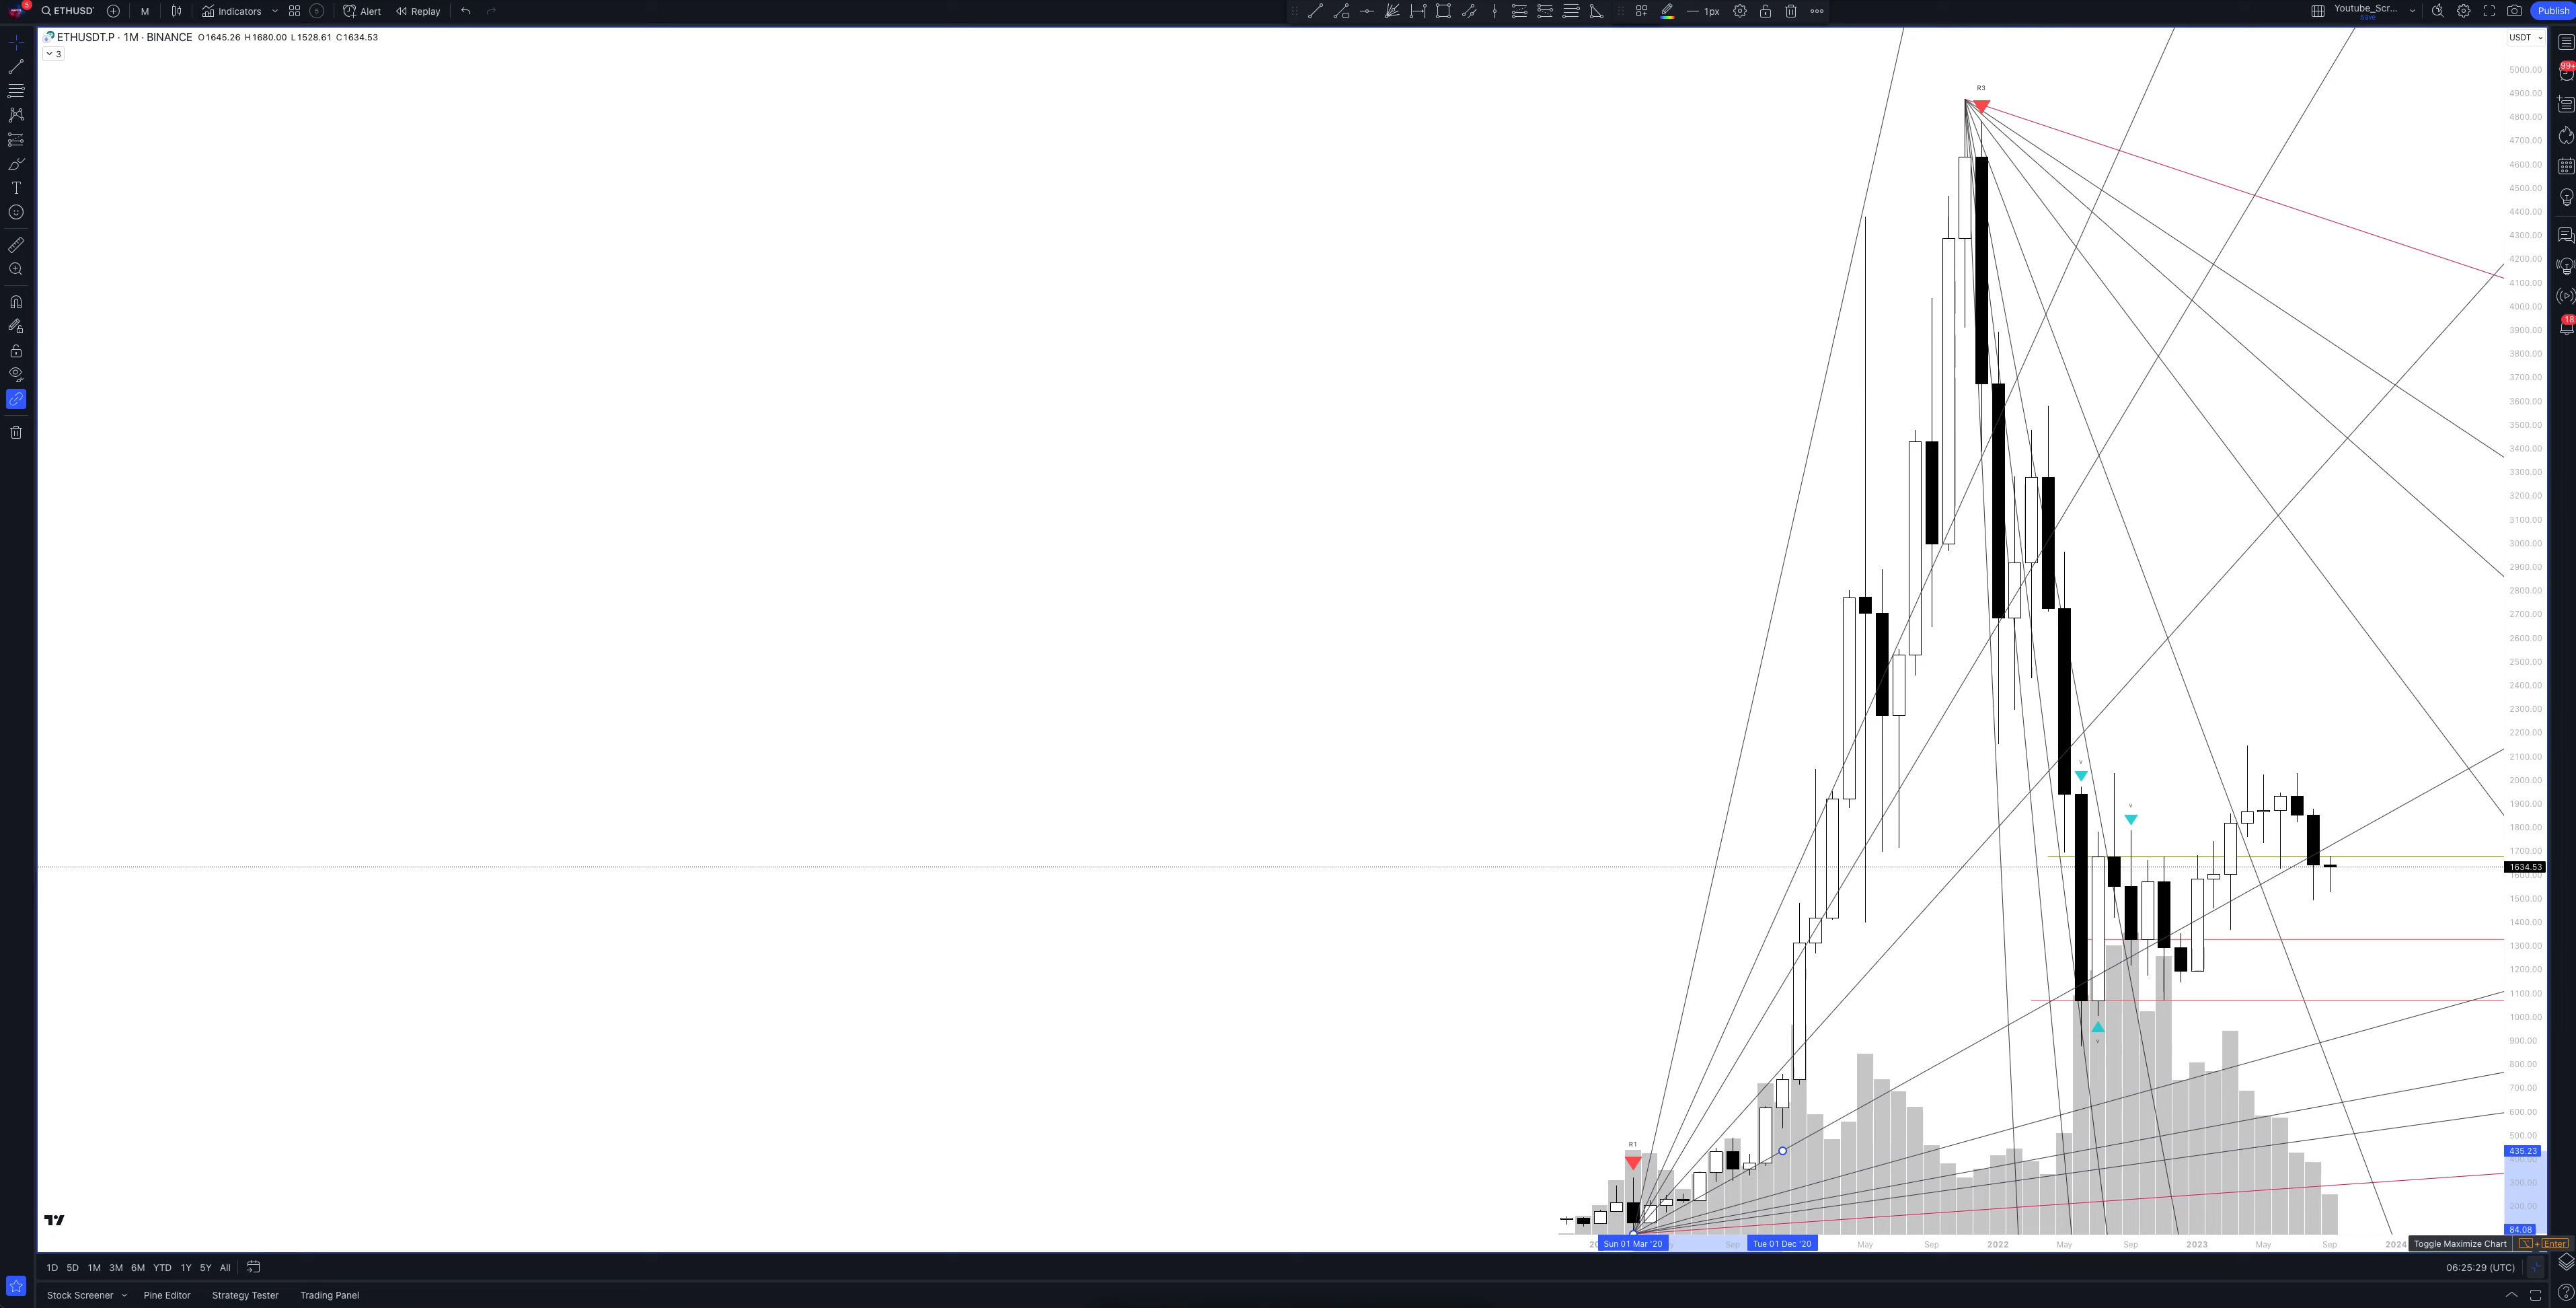 5
ETHUSD
M
Indicators
5
Alert
Replay
1px
Youtube_Scr...
Save
Publish
ETHUSDT.P · 1M · BINANCE O1645.26 H1680.00 L1528.61 C1634.53
3
USDT
5000.00
4900.00
4800.00
4700.00
4600.00
4500.00
4400.00
4300.00
4200.00
4100.00
4000.00
3900.00
3800.00
3700.00
3600.00
3500.00
3400.00
3300.00
3200.00
3100.00
3000.00
2900.00
2800.00
2700.00
2600.00
2500.00
2400.00
2300.00
2200.00
2100.00
2000.00
1900.00
1800.00
1700.00
1634.53
1600.00
1500.00
1400.00
1300.00
1200.00
1100.00
1000.00
900.00
800.00
700.00
600.00
500.00
435.23
300.00
200.00
84.08
R3
v
v
v
R1
99+
18
Sun 01 Mar '20
Sep
Tue 01 Dec '20
May
Sep
2022
May
Sep
2023
May
Sep
2024
Toggle Maximize Chart
+ Enter
1D 5D 1M 3M 6M YTD 1Y 5Y All
06:25:29 (UTC)
Stock Screener
Pine Editor
Strategy Tester
Trading Panel